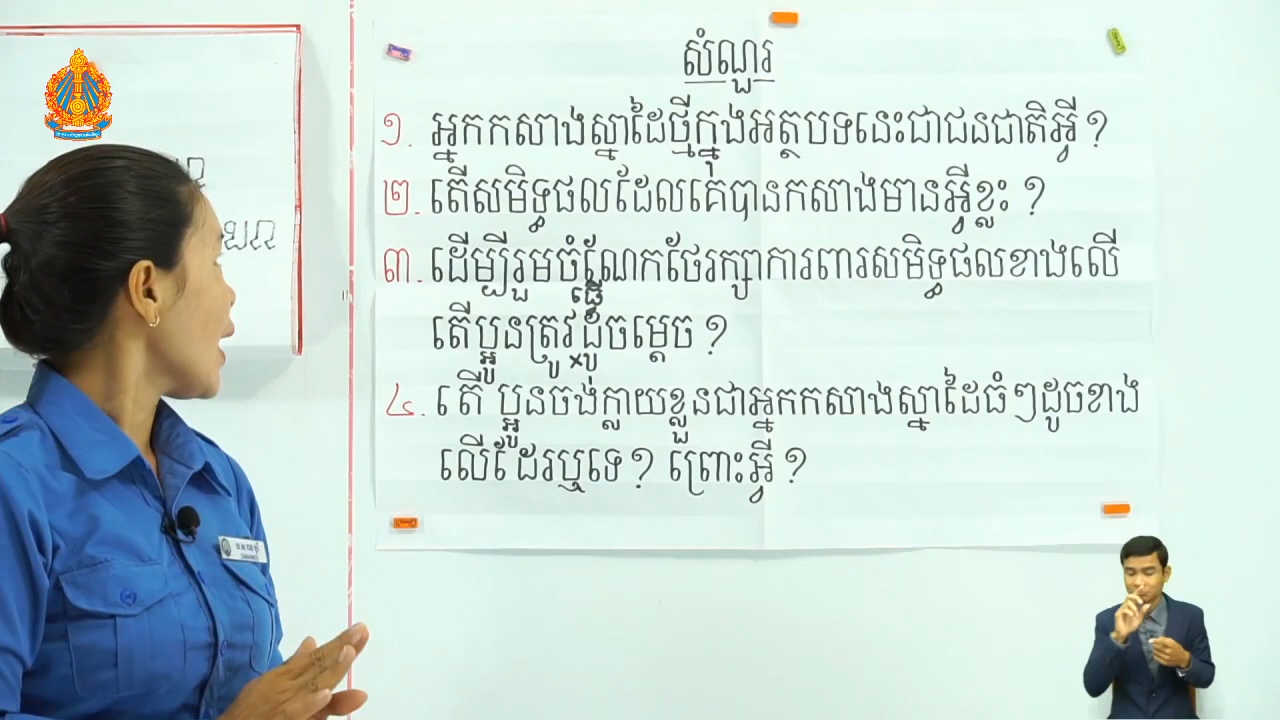 សំណួរ
១. អ្នកកសាងស្នាដៃថ្មីក្នុងអត្ថបទនេះជាជនជាតិអ្វី ?
២. តើសមិទ្ធផលដែលគេបានកសាងមានអ្វីខ្លះ ?
៣. ដើម្បីរួមចំណែកថែរក្សាការពារសមិទ្ធផលខាងលើ
ធ្វើ
តើប្អូនត្រូវ ដូចម្តេច ?
៤. តើ ប្អូនចង់ក្លាយខ្លួនជាអ្នកកសាងស្នាដៃធំៗដូចខាង
លើដែរឬទេ ? ព្រោះអ្វី ?